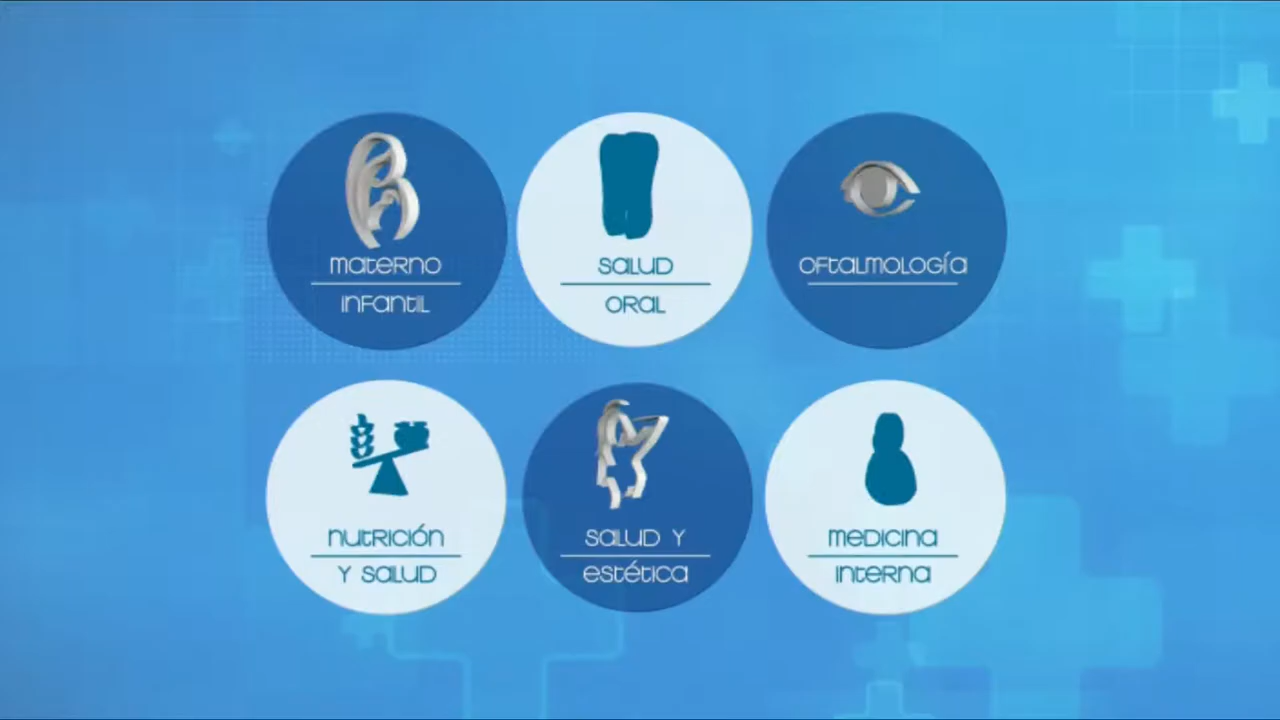 materno
infantil
salud
oral
oftalmología
nutrición
y salud
salud y
estética
medicina
interna